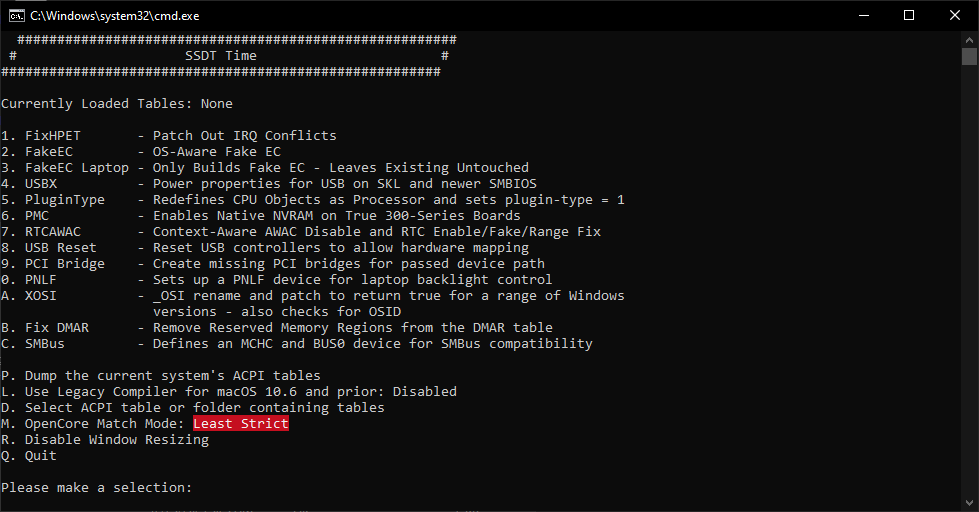 C:\Windows\system32\cmd.exe
  #######################################################
 #                     SSDT Time                       #
#######################################################
Currently Loaded Tables: None
1. FixHPET       - Patch Out IRQ Conflicts
2. FakeEC        - OS-Aware Fake EC
3. FakeEC Laptop - Only Builds Fake EC - Leaves Existing Untouched
4. USBX          - Power properties for USB on SKL and newer SMBIOS
5. PluginType    - Redefines CPU Objects as Processor and sets plugin-type = 1
6. PMC           - Enables Native NVRAM on True 300-Series Boards
7. RTCAWAC       - Context-Aware AWAC Disable and RTC Enable/Fake/Range Fix
8. USB Reset     - Reset USB controllers to allow hardware mapping
9. PCI Bridge    - Create missing PCI bridges for passed device path
0. PNLF          - Sets up a PNLF device for laptop backlight control
A. XOSI          - _OSI rename and patch to return true for a range of Windows
                   versions - also checks for OSID
B. Fix DMAR      - Remove Reserved Memory Regions from the DMAR table
C. SMBus         - Defines an MCHC and BUS0 device for SMBus compatibility
P. Dump the current system's ACPI tables
L. Use Legacy Compiler for macOS 10.6 and prior: Disabled
D. Select ACPI table or folder containing tables
M. OpenCore Match Mode: Least Strict
R. Disable Window Resizing
Q. Quit
Please make a selection: